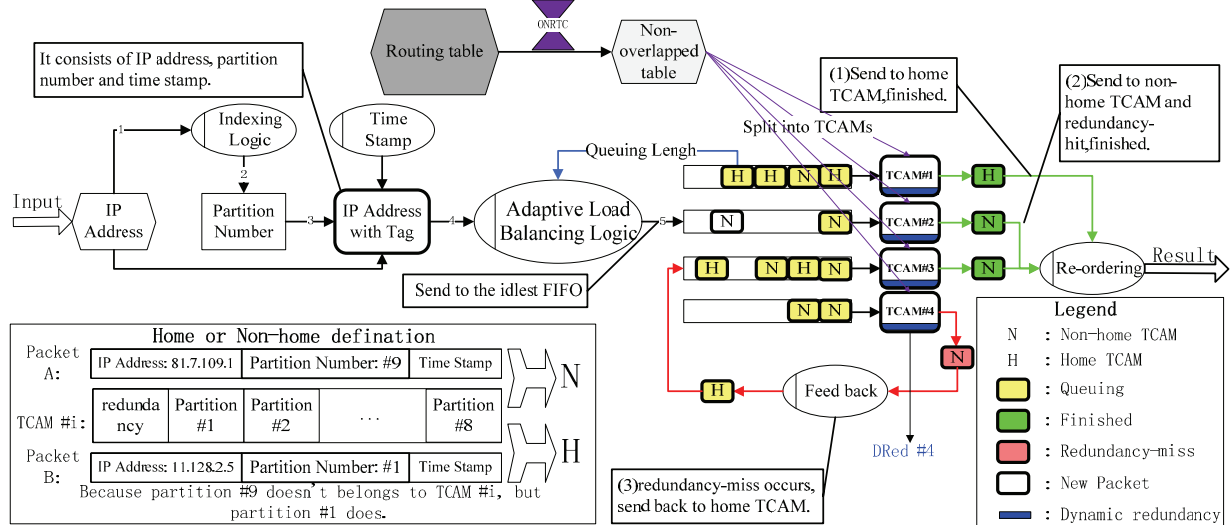 ONRTC
Routing table
Non-
overlapped
table
It consists of IP address, partition
number and time stamp.
(1)Send to home
TCAM,finished.
(2)Send to non-
home TCAM and
redundancy-
hit,finished.
1
Indexing
Logic
Time
Stamp
Split into TCAMs
Queuing Lengh
2
H H N H
TCAM#1
H
Input
IP
Address
Partition
Number
3
IP Address
with Tag
4
Adaptive Load
Balancing Logic
5
N N
TCAM#2
N
H N H N
TCAM#3
N
Re-ordering
Result
Send to the idlest FIFO
N N
TCAM#4
N
H
Feed back
DRed #4
(3)redundancy-miss occurs,
send back to home TCAM.
Home or Non-home defination
Packet
A:
IP Address: 81.7.109.1 Partition Number: #9 Time Stamp
N
TCAM #i:
redunda
ncy
Partition
#1
Partition
#2
...
Partition
#8
H
Packet
B:
IP Address: 11.128.2.5 Partition Number: #1 Time Stamp
Because partition #9 doesn't belongs to TCAM #i, but
partition #1 does.
Legend
N : Non-home TCAM
H : Home TCAM
: Queuing
: Finished
: Redundancy-miss
: New Packet
: Dynamic redundancy